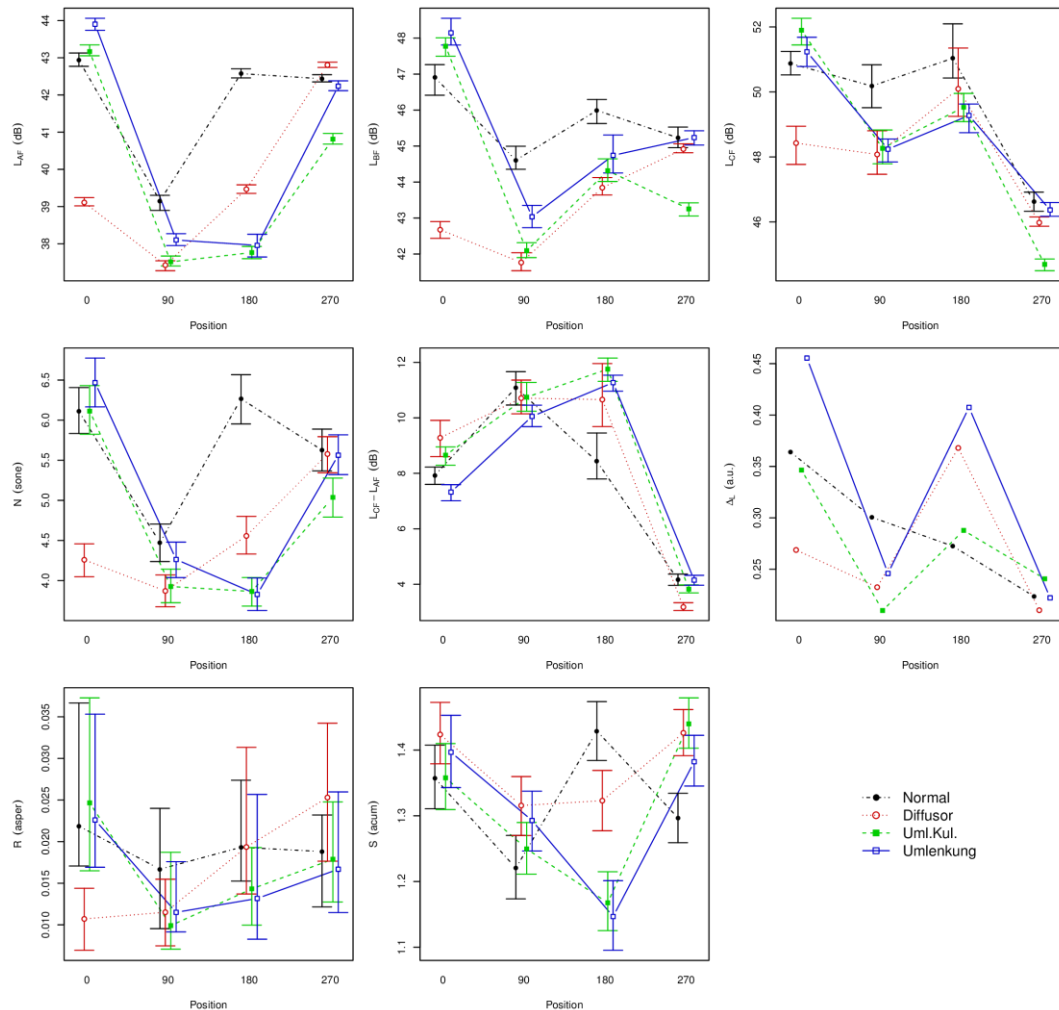 L_AF (dB)
44
43
42
41
40
39
38
0 90 180 270
Position
L_BF (dB)
48
47
46
45
44
43
42
0 90 180 270
Position
L_CF (dB)
52
50
48
46
0 90 180 270
Position
N (sone)
6.5
6.0
5.5
5.0
4.5
4.0
0 90 180 270
Position
L_CF − L_AF (dB)
12
10
8
6
4
0 90 180 270
Position
Δ_L (a.u.)
0.45
0.40
0.35
0.30
0.25
0 90 180 270
Position
R (asper)
0.035
0.030
0.025
0.020
0.015
0.010
0 90 180 270
Position
S (acum)
1.4
1.3
1.2
1.1
0 90 180 270
Position
Normal
Diffusor
Uml.Kul.
Umlenkung